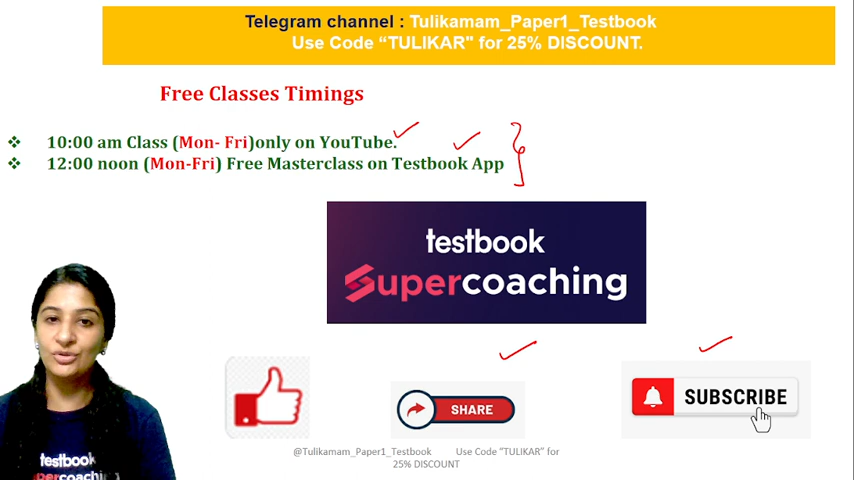 Telegram channel : Tulikamam_Paper1_Testbook
Use Code “TULIKAR" for 25% DISCOUNT.
Free Classes Timings
10:00 am Class (Mon- Fri)only on YouTube.
12:00 noon (Mon-Fri) Free Masterclass on Testbook App
testbook
Supercoaching
SHARE
SUBSCRIBE
testbook
supercoaching
@Tulikamam_Paper1_Testbook Use Code “TULIKAR” for
25% DISCOUNT